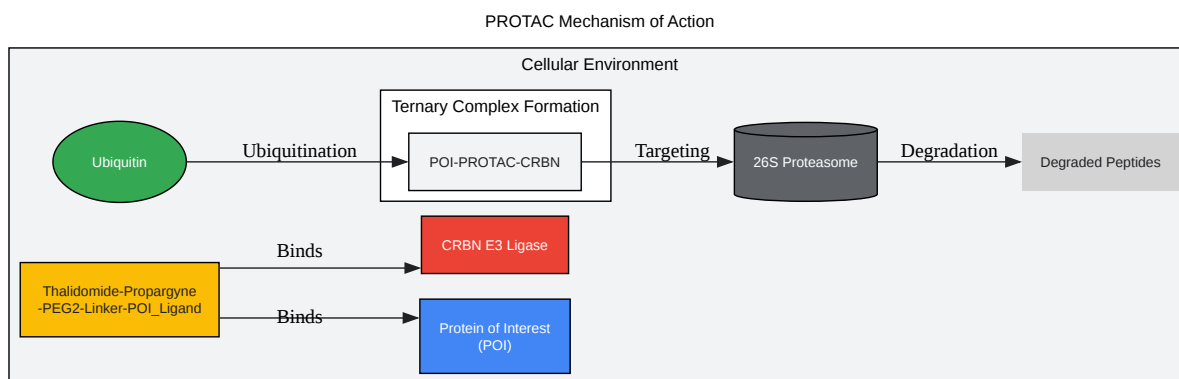 PROTAC Mechanism of Action
Cellular Environment
Ternary Complex Formation
Ubiquitin
Ubiquitination
POI-PROTAC-CRBN
Targeting
26S Proteasome
Degradation
Degraded Peptides
Thalidomide-Propargyne
-PEG2-Linker-POI_Ligand
Binds
CRBN E3 Ligase
Binds
Protein of Interest
(POI)